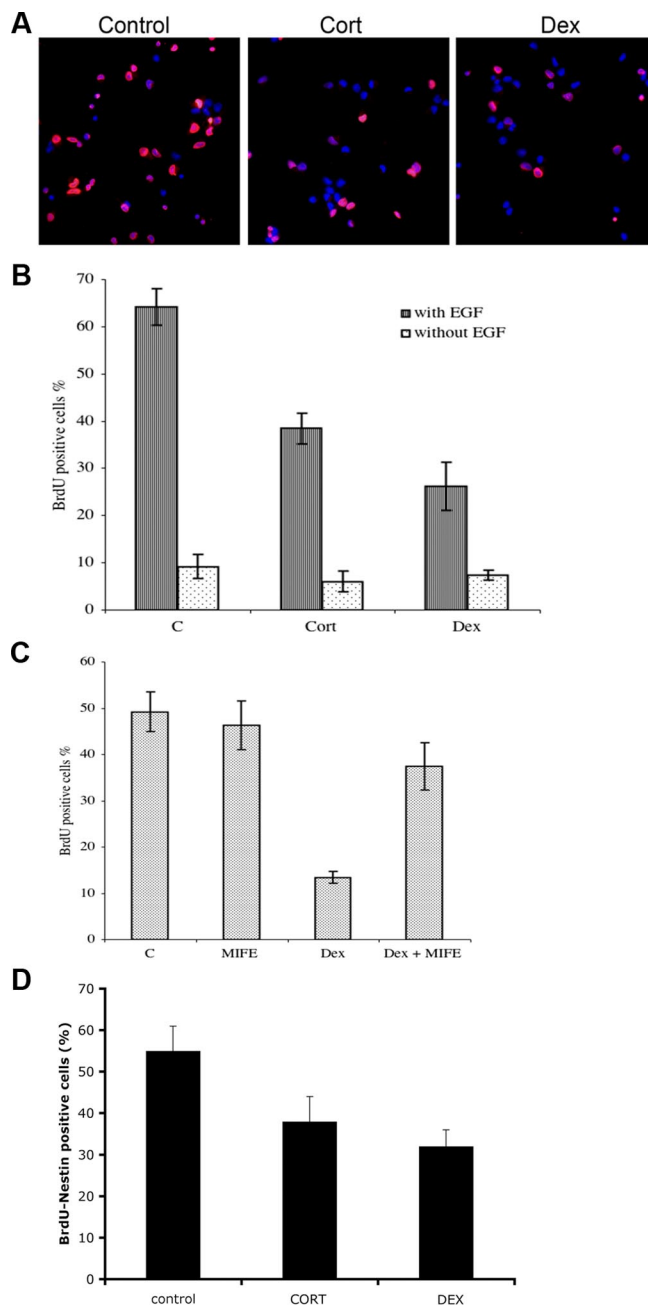 A
Control
Cort
Dex
B
70
60
50
40
30
20
10
0
BrdU positive cells %
with EGF
without EGF
C
Cort
Dex
C
60
50
40
30
20
10
0
BrdU positive cells %
C
MIFE
Dex
Dex + MIFE
D
70
60
50
40
30
20
10
0
BrdU-Nestin positive cells (%)
control
CORT
DEX